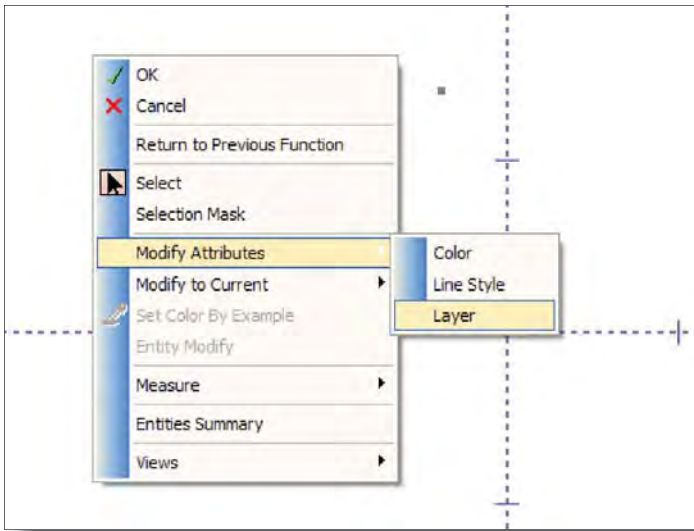 OK
Cancel
Return to Previous Function
Select
Selection Mask
Modify Attributes
Modify to Current
Set Color By Example
Entity Modify
Measure
Entities Summary
Views
Color
Line Style
Layer